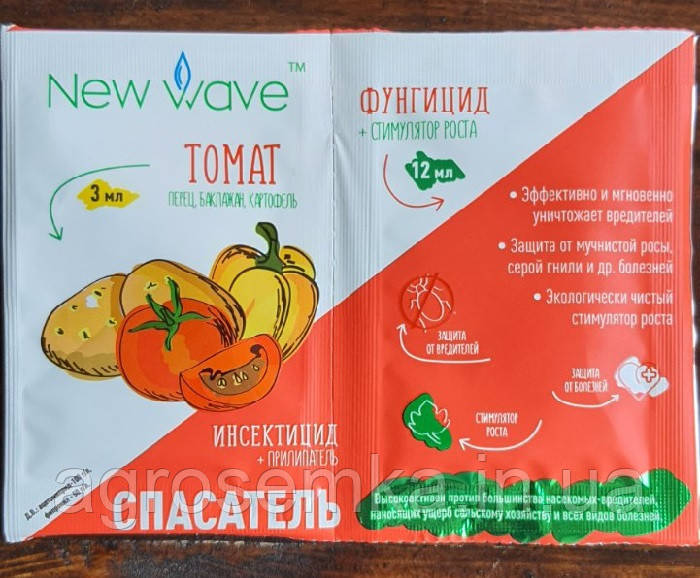 New Wave™
ТОМАТ
ПЕРЕЦ, БАКЛАЖАН, КАРТОФЕЛЬ
3 мл
ИНСЕКТИЦИД
+ ПРИЛИПАТЕЛЬ
СПАСАТЕЛЬ
ФУНГИЦИД
+ СТИМУЛЯТОР РОСТА
12 мл
• Эффективно и мгновенно
уничтожает вредителей
• Защита от мучнистой росы,
серой гнили и др. болезней
• Экологически чистый
стимулятор роста
ЗАЩИТА
ОТ ВРЕДИТЕЛЕЙ
ЗАЩИТА
ОТ БОЛЕЗНЕЙ
СТИМУЛЯТОР
РОСТА
Высокоактивен против большинства насекомых-вредителей,
наносящих ущерб сельскому хозяйству и всех видов болезней.
agrosemka.in.ua